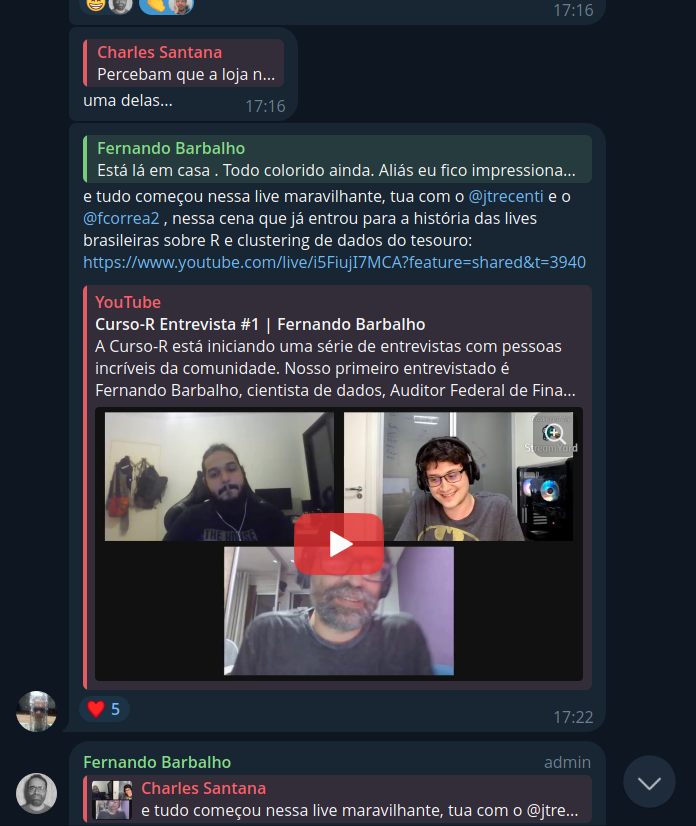 17:16
Charles Santana
Percebam que a loja n...
uma delas...
17:16
Fernando Barbalho
Está lá em casa . Todo colorido ainda. Aliás eu fico impressiona...
e tudo começou nessa live maravilhante, tua com o @jtrecenti e o
@fcorrea2 , nessa cena que já entrou para a história das lives
brasileiras sobre R e clustering de dados do tesouro:
https://www.youtube.com/live/i5FiujI7MCA?feature=shared&t=3940
YouTube
Curso-R Entrevista #1 | Fernando Barbalho
A Curso-R está iniciando uma série de entrevistas com pessoas
incríveis da comunidade. Nosso primeiro entrevistado é
Fernando Barbalho, cientista de dados, Auditor Federal de Fina...
THE HOUSE
5
17:22
Fernando Barbalho admin
Charles Santana
e tudo começou nessa live maravilhante, tua com o @jtre...